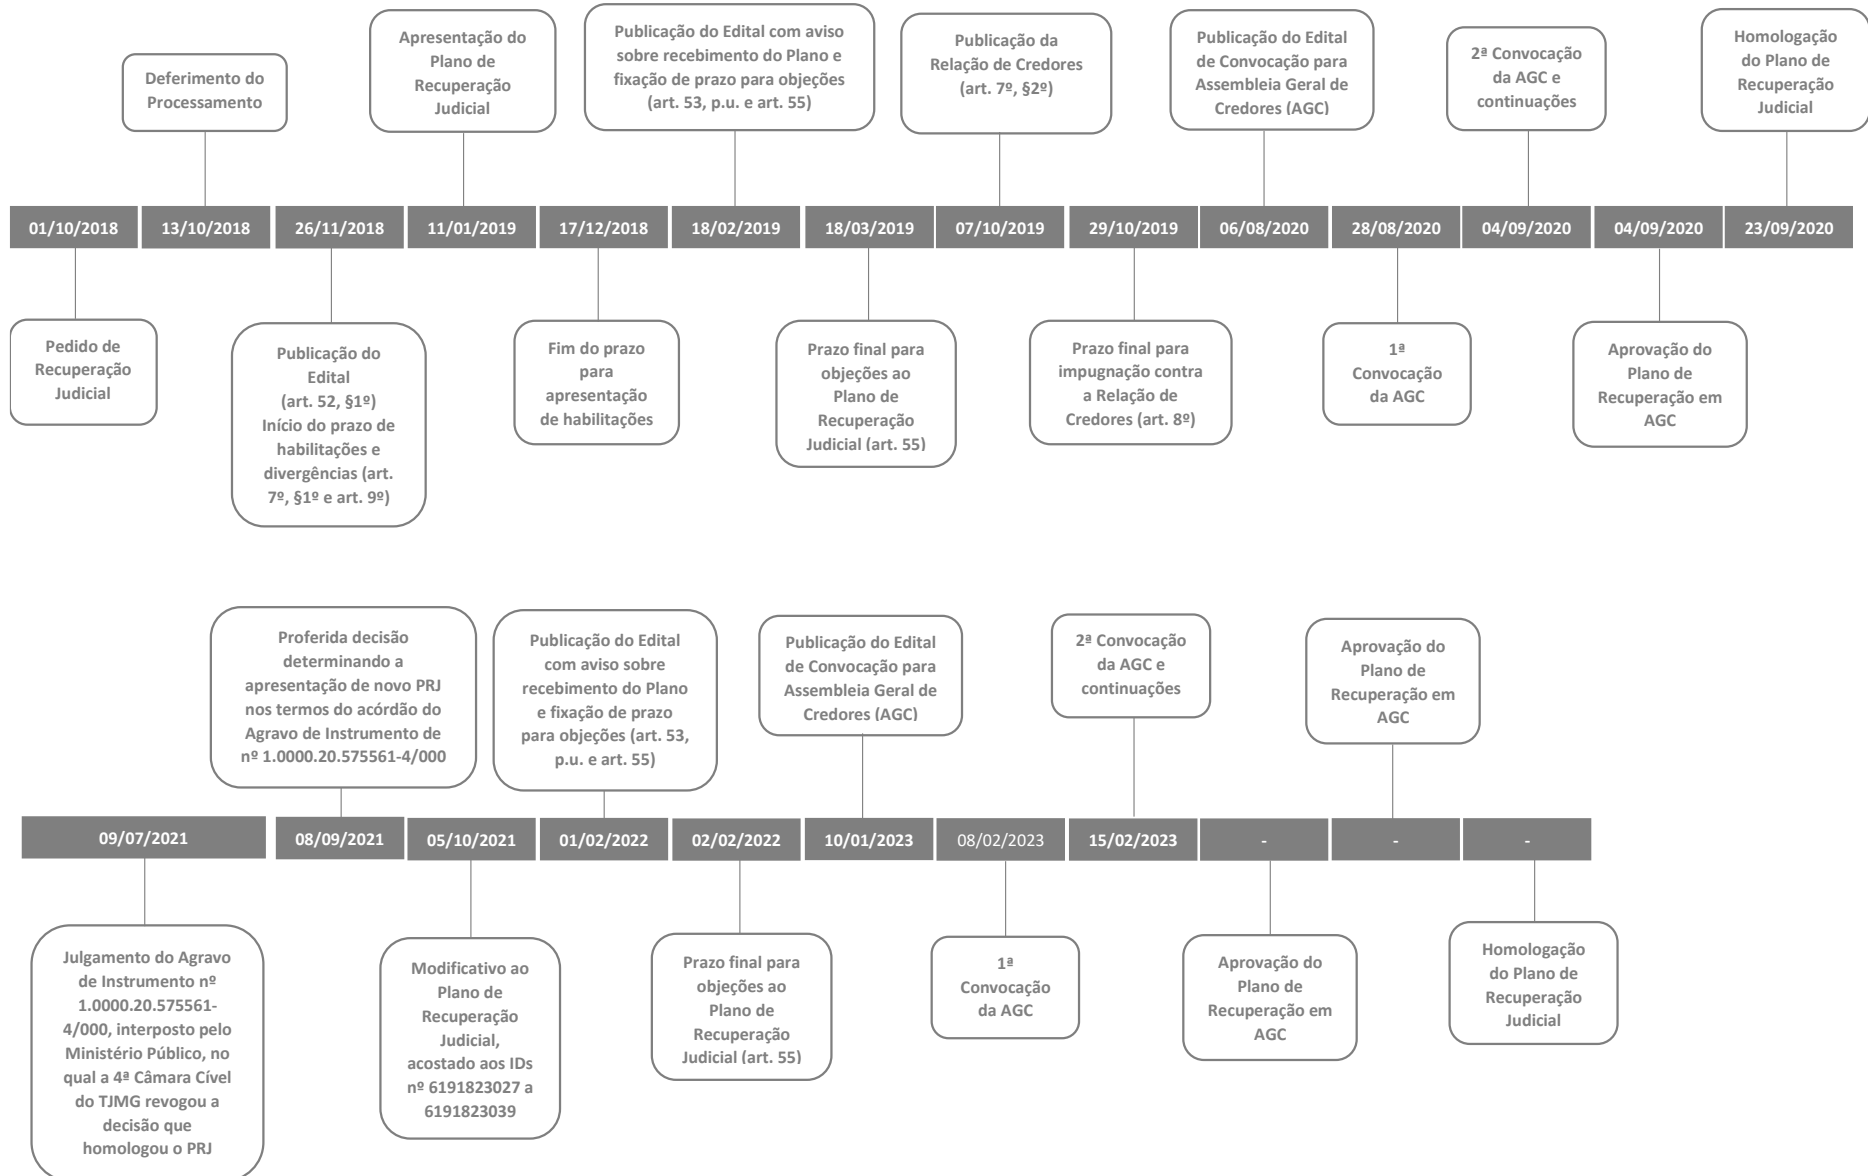 Deferimento do
Processamento
Apresentação do
Plano de
Recuperação
Judicial
Publicação do Edital com aviso
sobre recebimento do Plano e
fixação de prazo para objeções
(art. 53, p.u. e art. 55)
Publicação da
Relação de Credores
(art. 7º, §2º)
Publicação do Edital
de Convocação para
Assembleia Geral de
Credores (AGC)
2ª Convocação
da AGC e
continuações
Homologação
do Plano de
Recuperação
Judicial
01/10/2018
13/10/2018
26/11/2018
11/01/2019
17/12/2018
18/02/2019
18/03/2019
07/10/2019
29/10/2019
06/08/2020
28/08/2020
04/09/2020
04/09/2020
23/09/2020
Pedido de
Recuperação
Judicial
Publicação do
Edital
(art. 52, §1º)
Início do prazo de
habilitações e
divergências (art.
7º, §1º e art. 9º)
Fim do prazo
para
apresentação
de habilitações
Prazo final para
objeções ao
Plano de
Recuperação
Judicial (art. 55)
Prazo final para
impugnação contra
a Relação de
Credores (art. 8º)
1ª
Convocação
da AGC
Aprovação do
Plano de
Recuperação em
AGC
Proferida decisão
determinando a
apresentação de novo PRJ
nos termos do acórdão do
Agravo de Instrumento de
nº 1.0000.20.575561-4/000
Publicação do Edital
com aviso sobre
recebimento do Plano
e fixação de prazo
para objeções (art. 53,
p.u. e art. 55)
Publicação do Edital
de Convocação para
Assembleia Geral de
Credores (AGC)
2ª Convocação
da AGC e
continuações
Aprovação do
Plano de
Recuperação em
AGC
09/07/2021
08/09/2021
05/10/2021
01/02/2022
02/02/2022
10/01/2023
08/02/2023
15/02/2023
-
-
-
Julgamento do Agravo
de Instrumento nº
1.0000.20.575561-
4/000, interposto pelo
Ministério Público, no
qual a 4ª Câmara Cível
do TJMG revogou a
decisão que
homologou o PRJ
Modificativo ao
Plano de
Recuperação
Judicial,
acostado aos IDs
nº 6191823027 a
6191823039
Prazo final para
objeções ao
Plano de
Recuperação
Judicial (art. 55)
1ª
Convocação
da AGC
Aprovação do
Plano de
Recuperação em
AGC
Homologação
do Plano de
Recuperação
Judicial